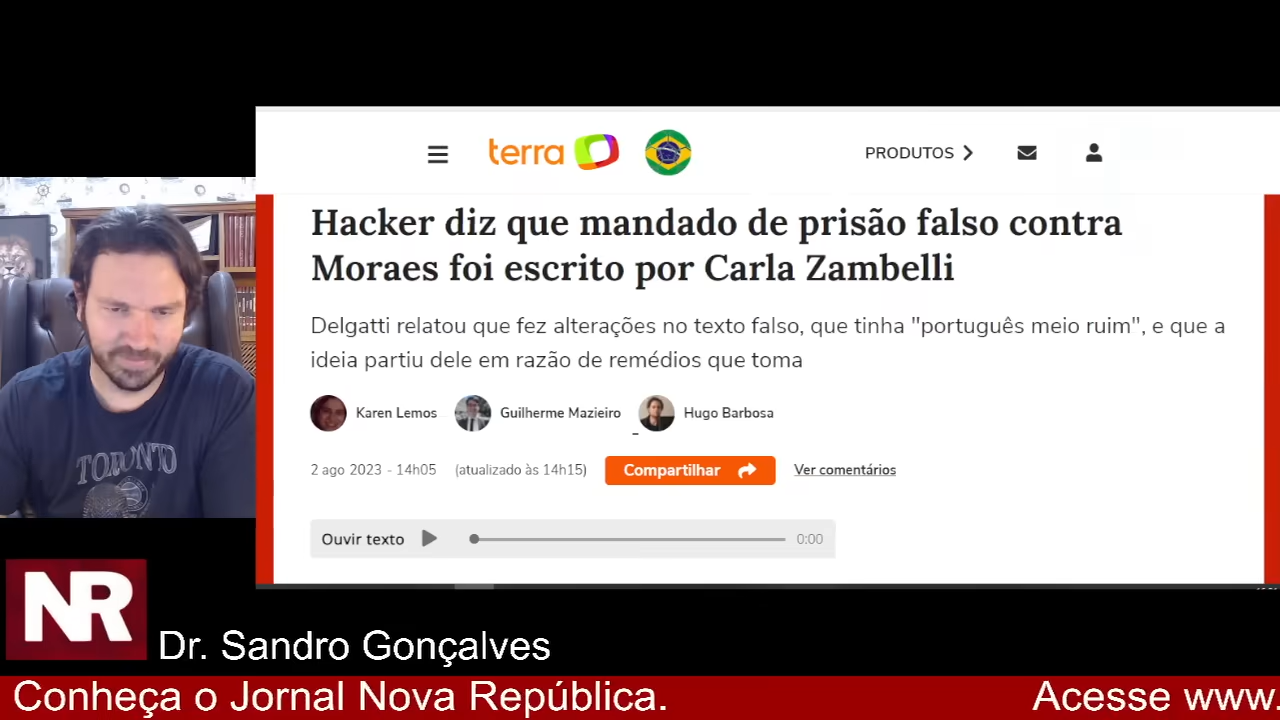 terra
PRODUTOS
Hacker diz que mandado de prisão falso contra
Moraes foi escrito por Carla Zambelli
Delgatti relatou que fez alterações no texto falso, que tinha "português meio ruim", e que a
ideia partiu dele em razão de remédios que toma
Karen Lemos Guilherme Mazieiro Hugo Barbosa
2 ago 2023 - 14h05 (atualizado às 14h15) Compartilhar Ver comentários
Ouvir texto 0:00
TORONTO
NR
Dr. Sandro Gonçalves
Conheça o Jornal Nova República. Acesse www.